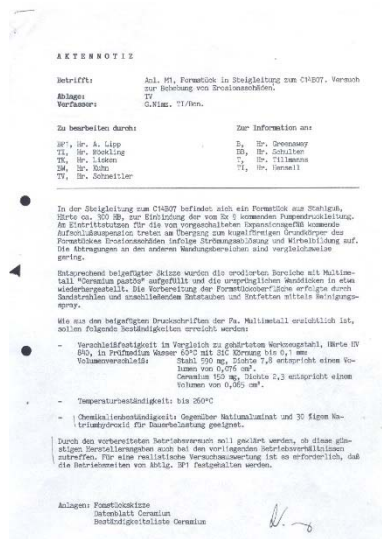 AKTENNOTIZ
Betrifft: Anl. M1, Formstück in Steigleitung zum C14B07. Versuch
zur Behebung von Erosionsschäden.
Ablage: TV
Verfasser: G.Nimz, TI/Hon.
Zu bearbeiten durch: Zur Information an:
BP1, Hr. A. Lipp B, Hr. Greenway
TI, Hr. Möckling BB, Hr. Schulten
TK, Hr. Lisken T, Hr. Tillmanns
BW, Hr. Kuhn TI, Hr. Hensell
TV, Hr. Schneitler
In der Steigleitung zum C14B07 befindet sich ein Formstück aus Stahlguß,
Härte ca. 300 HB, zur Einbindung der vom Ex 9 kommenden Pumpendruckleitung.
Am Eintrittstutzen für die von vorgeschalteten Expansionsgefäß kommende
Aufschlußsuspension treten am Übergang zum kugelförmigen Grundkörper des
Formstückes Erosionsschäden infolge Strömungsablösung und Wirbelbildung auf.
Die Abtragungen an den anderen Wandungsbereichen sind vergleichsweise
gering.
Entsprechend beigefügter Skizze wurden die erodierten Bereiche mit Multime-
tall "Ceramium pastös" aufgefüllt und die ursprünglichen Wanddicken in etwa
wiederhergestellt. Die Vorbereitung der Formstückoberfläche erfolgte durch
Sandstrahlen und anschließendem Entstauben und Entfetten mittels Reinigungs-
spray.
Wie aus den beigefügten Druckschriften der Fa. Multimetall ersichtlich ist,
sollen folgende Beständigkeiten erreicht werden:
- Verschleißfestigkeit im Vergleich zu gehärtetem Werkzeugstahl, Härte HV
840, in Prüfmedium Wasser 60°C mit SiC Körnung bis 0,1 mm:
Volumenverschleiß: Stahl 590 mg, Dichte 7,8 entspricht einem Vo-
lumen von 0,076 cm³.
Ceramium 150 mg, Dichte 2,3 entspricht einem
Volumen von 0,065 cm³.
- Temperaturbeständigkeit: bis 260°C
- Chemikalienbeständigkeit: Gegenüber Natriumaluminat und 30 %igem Na-
triumhydroxid für Dauerbelastung geeignet.
Durch den vorbereiteten Betriebsversuch soll geklärt werden, ob diese gün-
stigen Herstellerangaben auch bei den vorliegenden Betriebsverhältnissen
zutreffen. Für eine realistische Versuchsauswertung ist es erforderlich, daß
die Betriebszeiten von Abtlg. BP1 festgehalten werden.
Anlagen: Formstückskizze
Datenblatt Ceramium
Beständigkeitsliste Ceramium